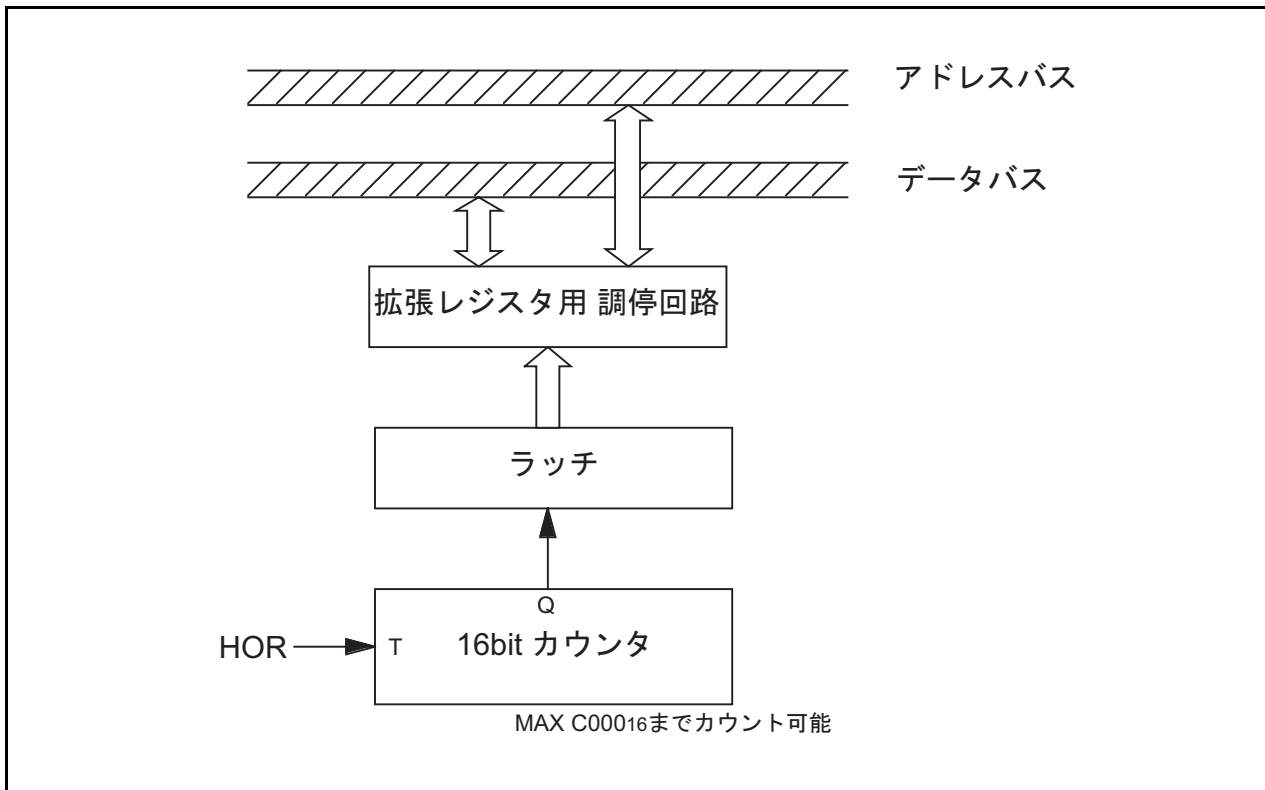 アドレスバス
データバス
拡張レジスタ用 調停回路
ラッチ
Q
HOR
T
16bit カウンタ
MAX C00016までカウント可能